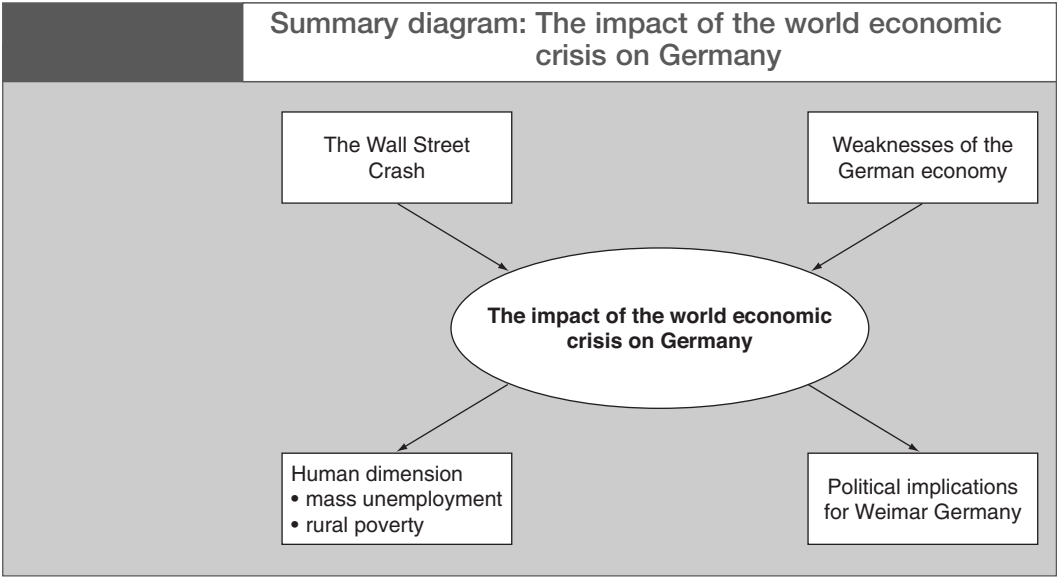 Summary diagram: The impact of the world economic
crisis on Germany
The Wall Street
Crash
Weaknesses of the
German economy
The impact of the world economic
crisis on Germany
Human dimension
• mass unemployment
• rural poverty
Political implications
for Weimar Germany